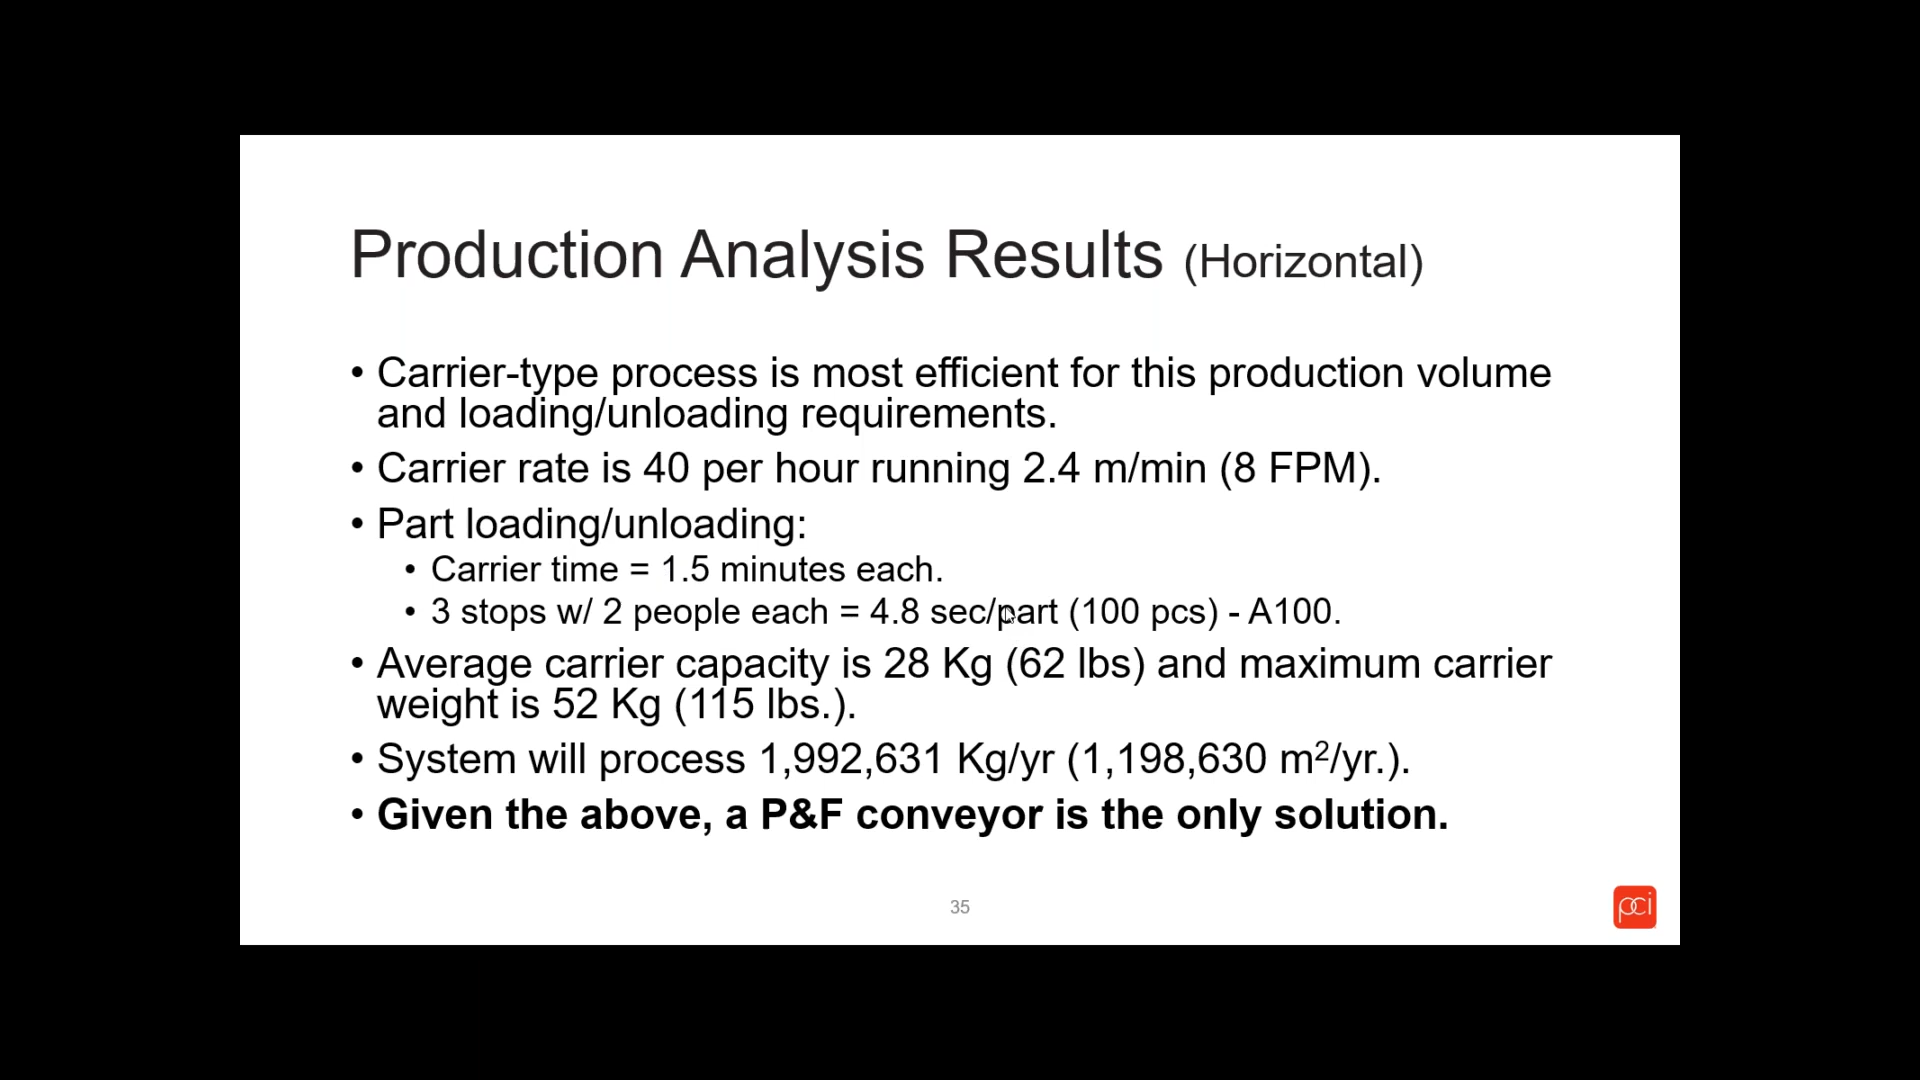 Production Analysis Results (Horizontal)
• Carrier-type process is most efficient for this production volume
and loading/unloading requirements.
• Carrier rate is 40 per hour running 2.4 m/min (8 FPM).
• Part loading/unloading:
• Carrier time = 1.5 minutes each.
• 3 stops w/ 2 people each = 4.8 sec/part (100 pcs) - A100.
• Average carrier capacity is 28 Kg (62 lbs) and maximum carrier
weight is 52 Kg (115 lbs.).
• System will process 1,992,631 Kg/yr (1,198,630 m²/yr.).
• Given the above, a P&F conveyor is the only solution.
35
pci